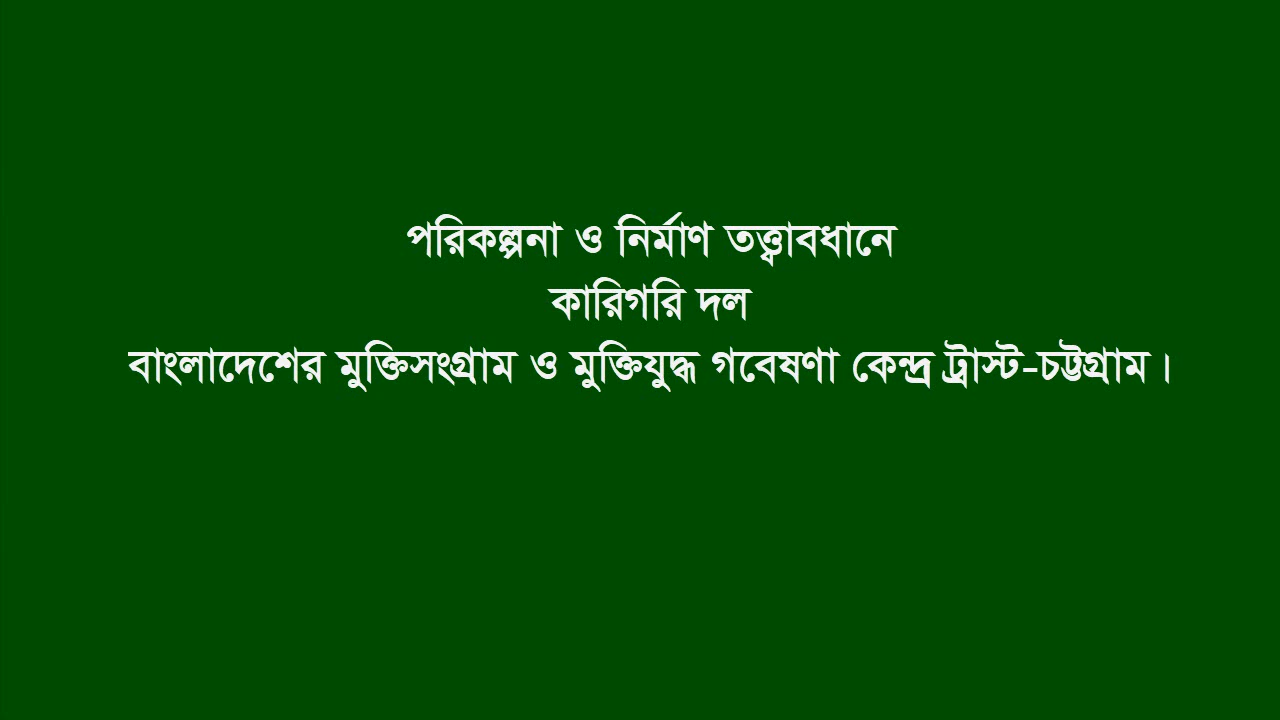 পরিকল্পনা ও নির্মাণ তত্ত্বাবধানে
কারিগরি দল
বাংলাদেশের মুক্তিসংগ্রাম ও মুক্তিযুদ্ধ গবেষণা কেন্দ্র ট্রাস্ট-চট্টগ্রাম।